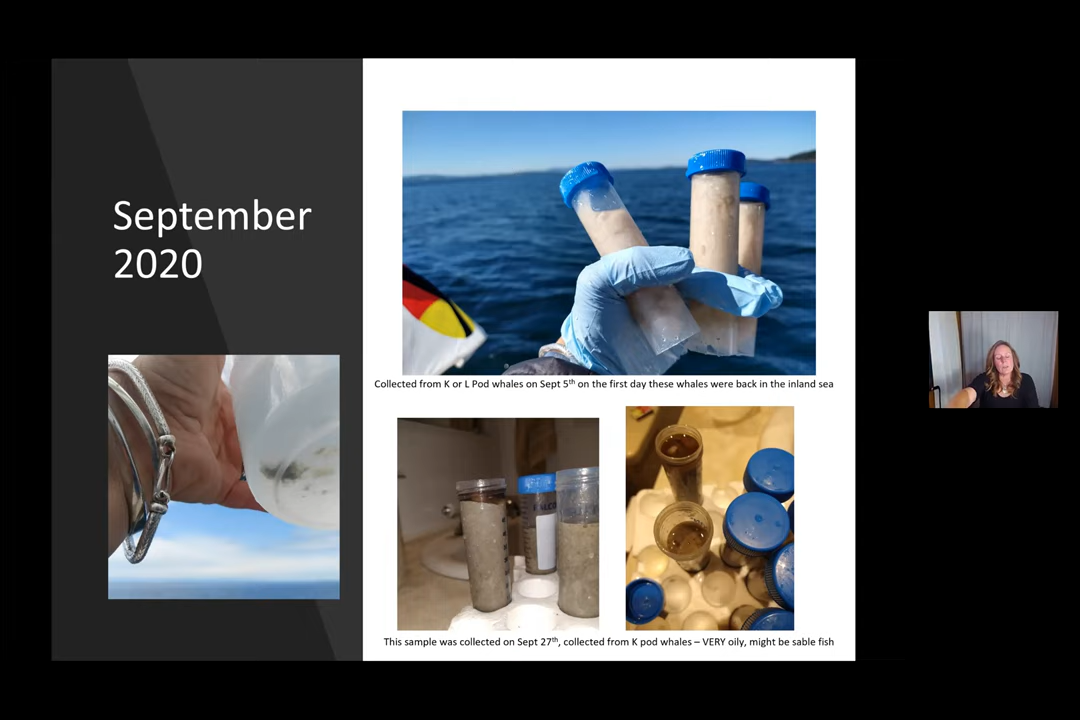 September
2020
Collected from K or L Pod whales on Sept 5th on the first day these whales were back in the inland sea
This sample was collected on Sept 27th, collected from K pod whales – VERY oily, might be sable fish